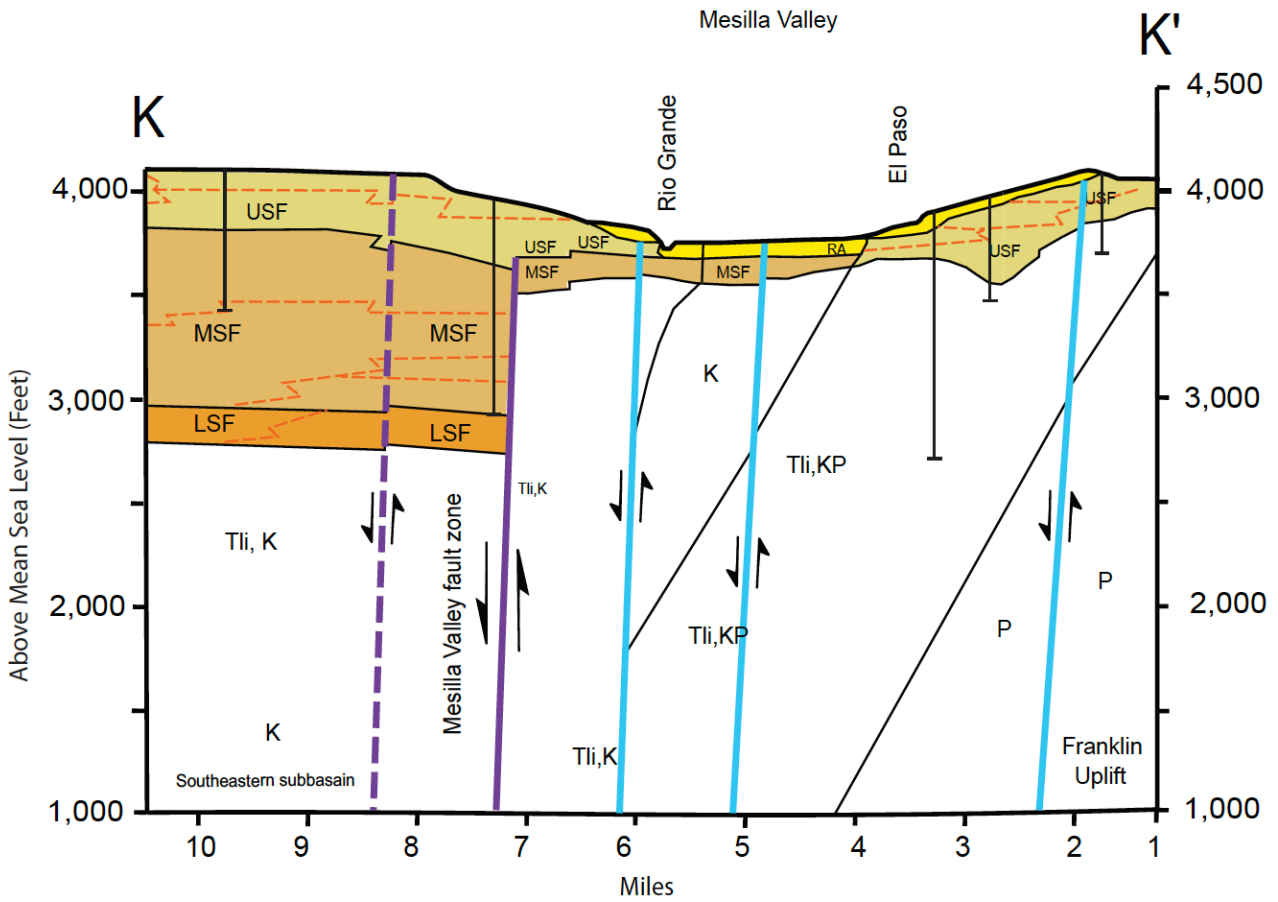 Mesilla Valley
K
K'
4,500
Rio Grande
El Paso
4,000
4,000
USF
USF
USF
USF
USF
RA
MSF
MSF
MSF
MSF
3,000
3,000
K
LSF
LSF
Tli,KP
Tli,K
Tli, K
Mesilla Valley fault zone
Above Mean Sea Level (Feet)
2,000
2,000
P
P
Tli,KP
K
Tli,K
Southeastern subbasain
Franklin
Uplift
1,000
1,000
10 9 8 7 6 5 4 3 2 1
Miles